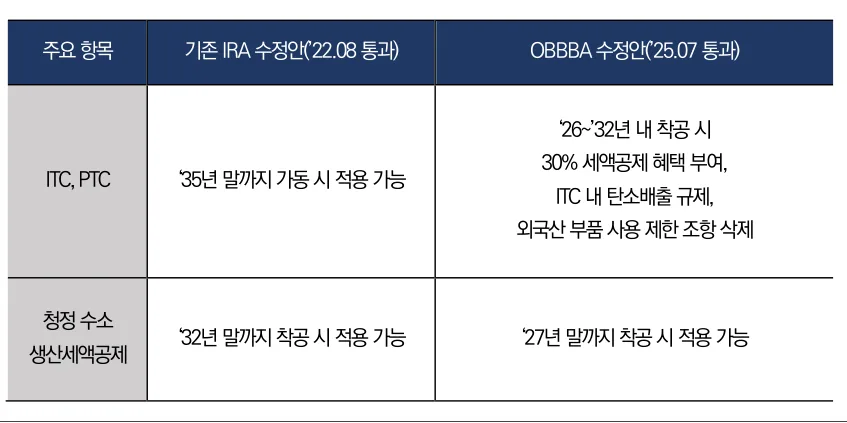 주요 항목
기존 IRA 수정안('22.08 통과)
OBBBA 수정안('25.07 통과)
ITC, PTC
‘35년 말까지 가동 시 적용 가능
‘26~’32년 내 착공 시
30% 세액공제 혜택 부여,
ITC 내 탄소배출 규제,
외국산 부품 사용 제한 조항 삭제
청정 수소
생산세액공제
‘32년 말까지 착공 시 적용 가능
‘27년 말까지 착공 시 적용 가능